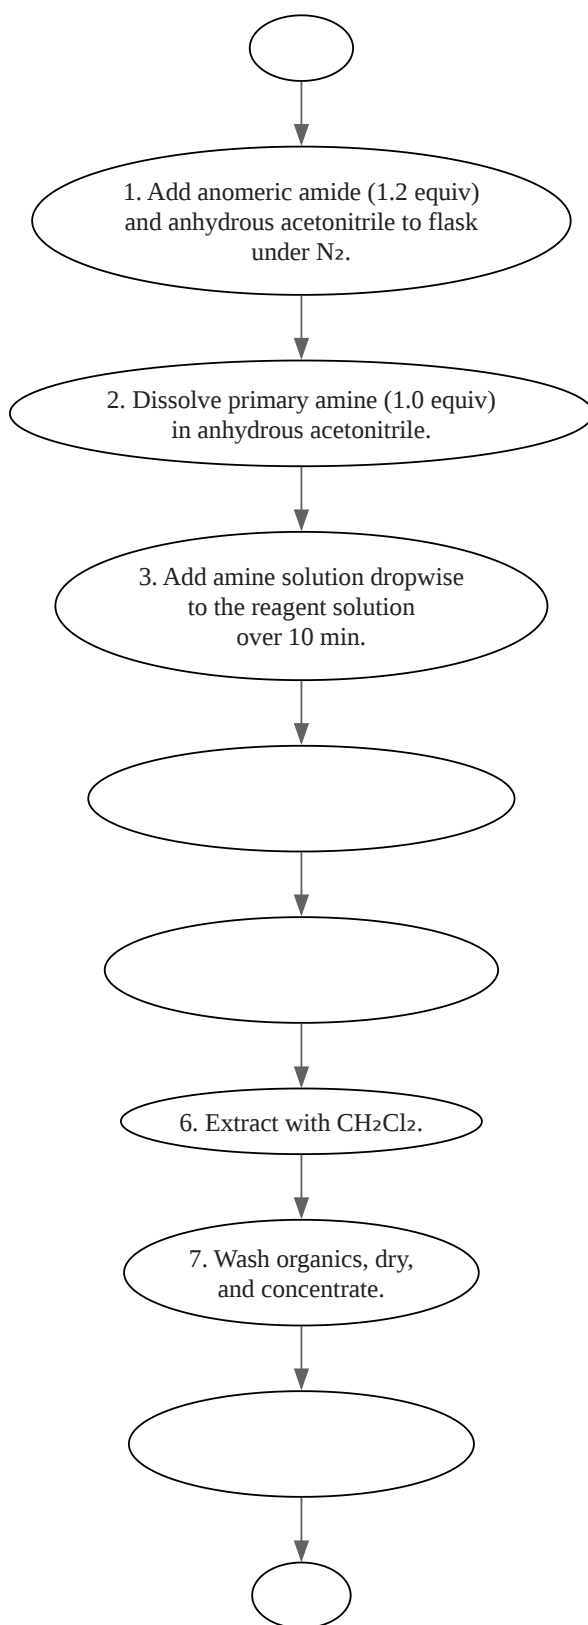 1. Add anomeric amide (1.2 equiv)
and anhydrous acetonitrile to flask
under N₂.
2. Dissolve primary amine (1.0 equiv)
in anhydrous acetonitrile.
3. Add amine solution dropwise
to the reagent solution
over 10 min.
6. Extract with CH₂Cl₂.
7. Wash organics, dry,
and concentrate.